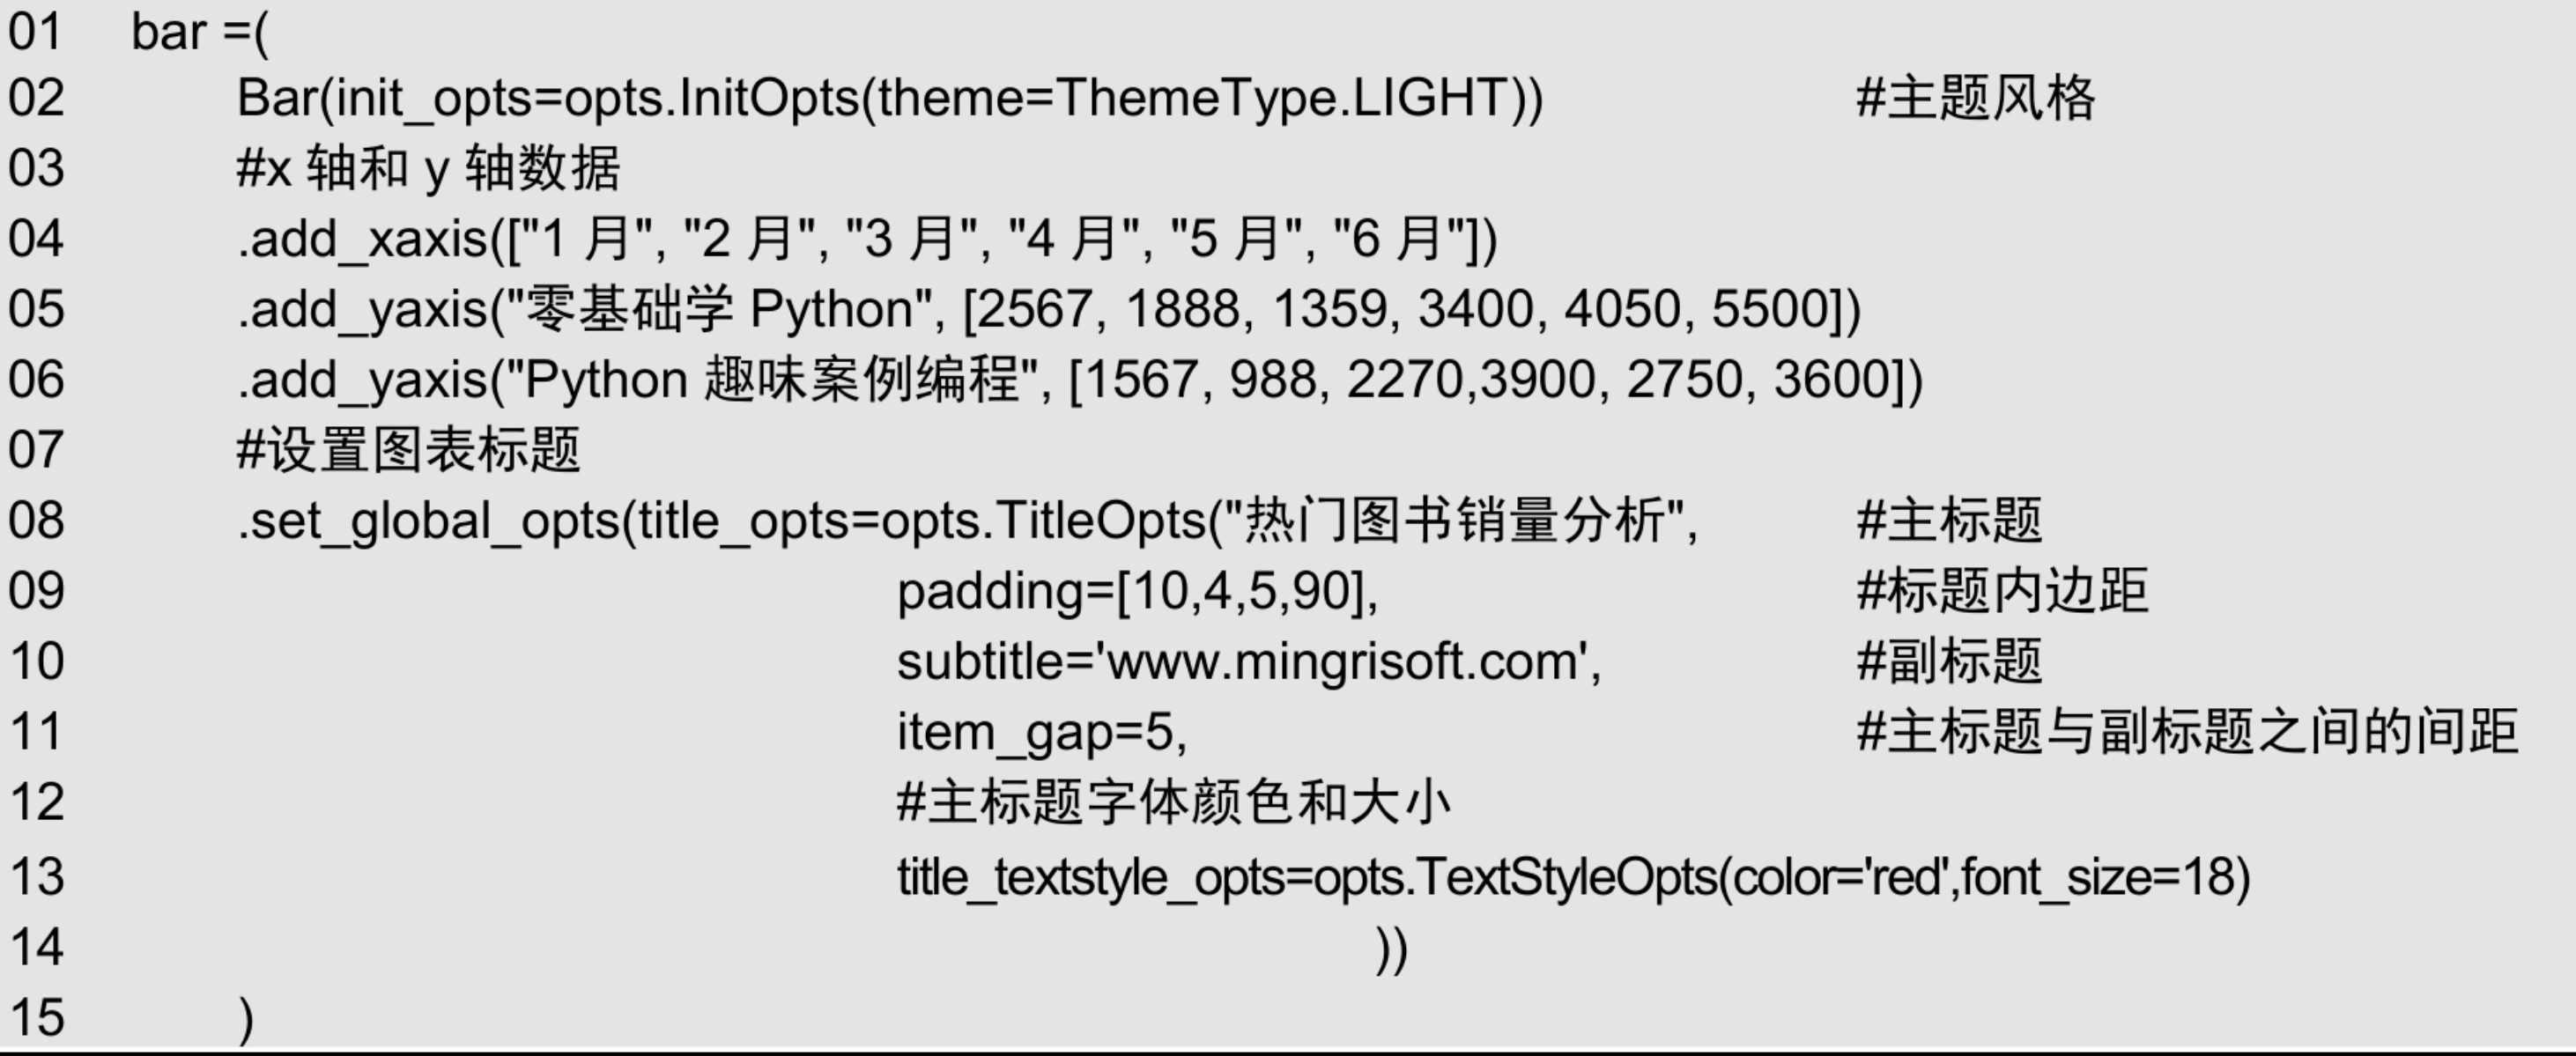 01 bar =(
02 Bar(init_opts=opts.InitOpts(theme=ThemeType.LIGHT)) #主题风格
03 #x 轴和 y 轴数据
04 .add_xaxis(["1 月", "2 月", "3 月", "4 月", "5 月", "6 月"])
05 .add_yaxis("零基础学 Python", [2567, 1888, 1359, 3400, 4050, 5500])
06 .add_yaxis("Python 趣味案例编程", [1567, 988, 2270,3900, 2750, 3600])
07 #设置图表标题
08 .set_global_opts(title_opts=opts.TitleOpts("热门图书销量分析", #主标题
09 padding=[10,4,5,90], #标题内边距
10 subtitle='www.mingrisoft.com', #副标题
11 item_gap=5, #主标题与副标题之间的间距
12 #主标题字体颜色和大小
13 title_textstyle_opts=opts.TextStyleOpts(color='red',font_size=18)
14 ))
15 )